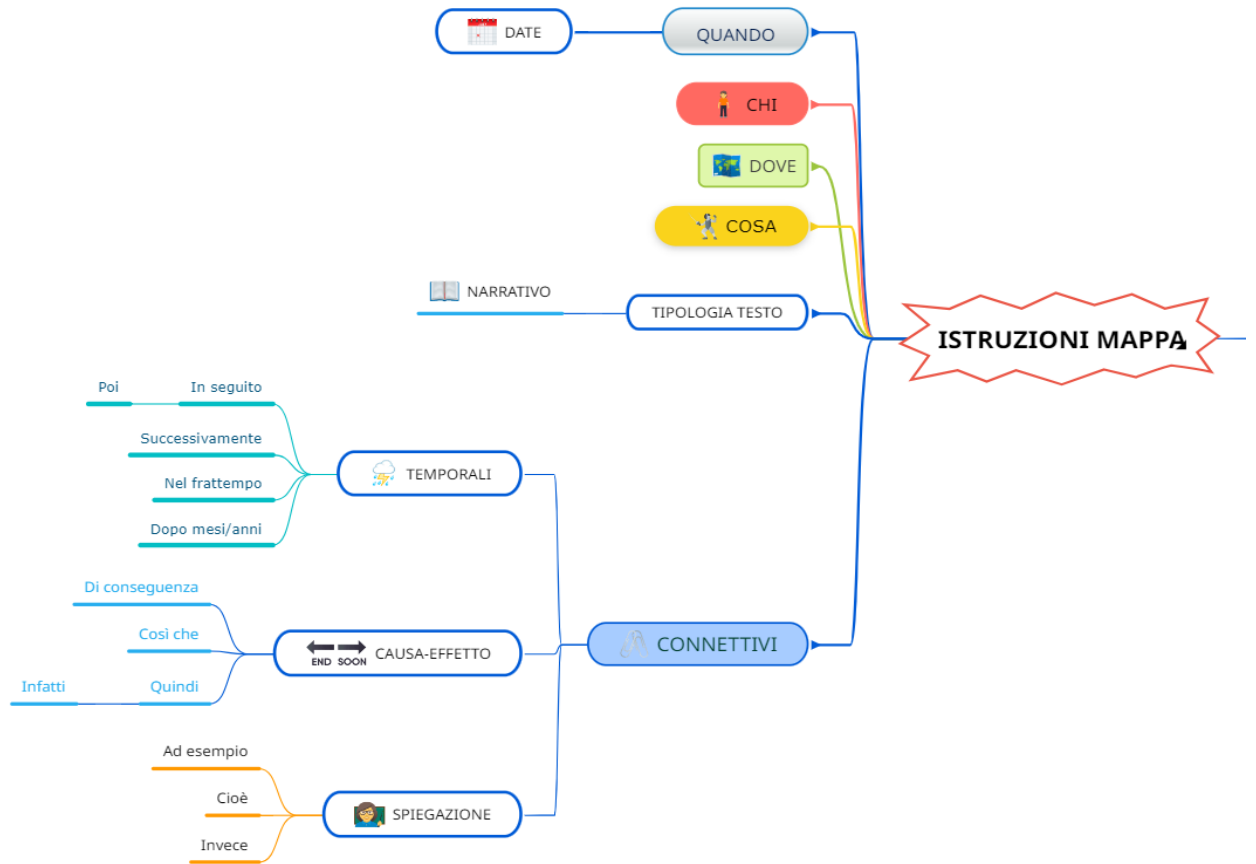 DATE
QUANDO
CHI
DOVE
COSA
NARRATIVO
TIPOLOGIA TESTO
ISTRUZIONI MAPPA
Poi
In seguito
Successivamente
Nel frattempo
Dopo mesi/anni
TEMPORALI
Di conseguenza
Così che
Infatti
Quindi
END SOON
CAUSA-EFFETTO
CONNETTIVI
Ad esempio
Cioè
Invece
SPIEGAZIONE